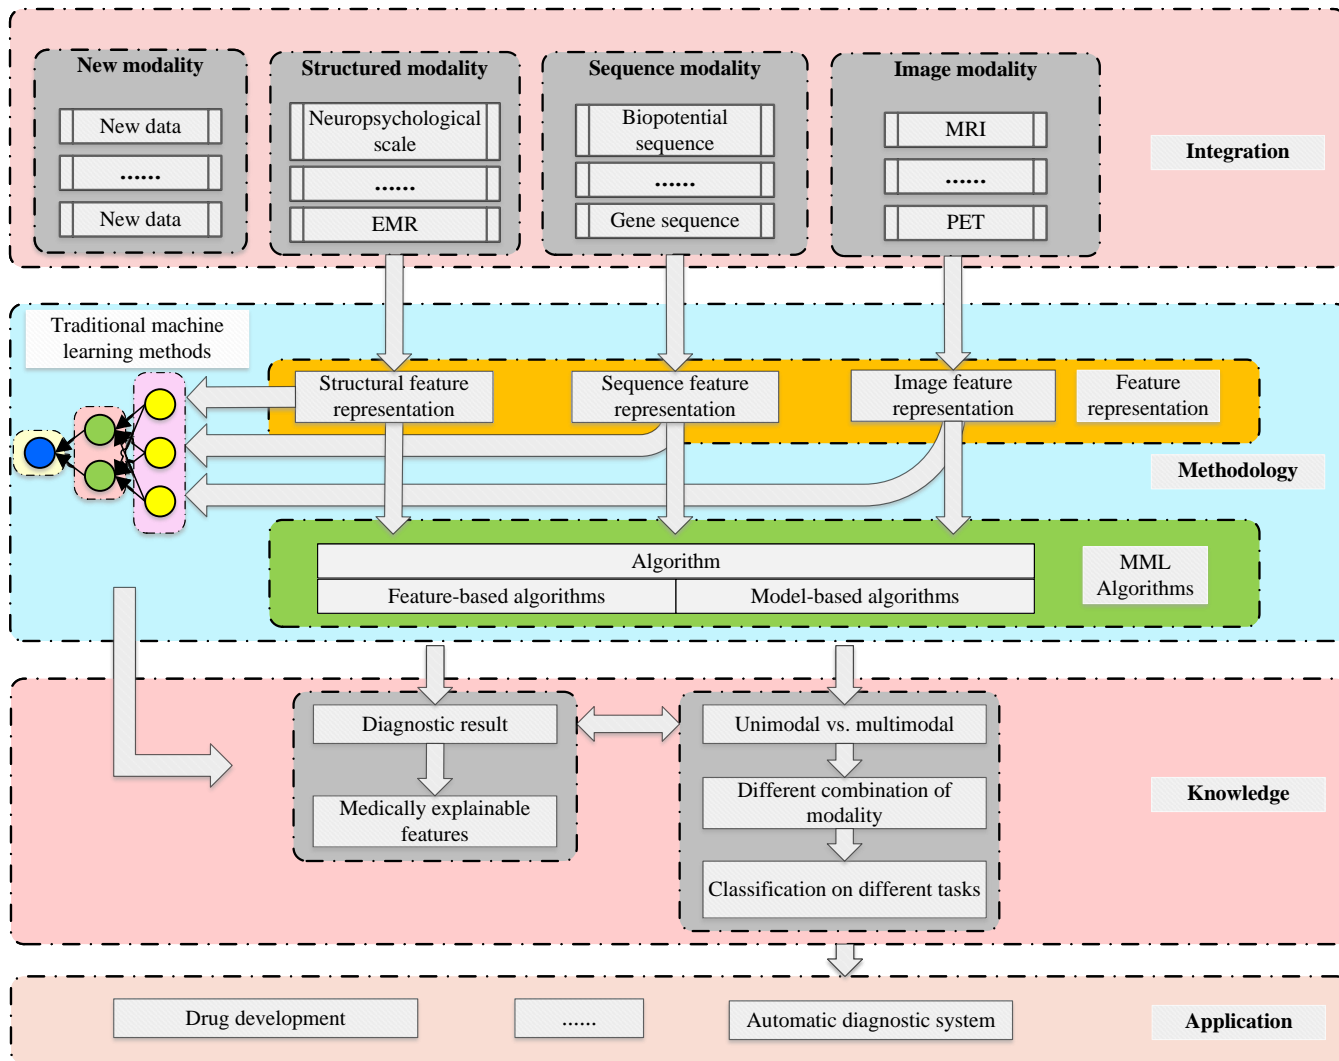 New modality
New data
......
New data
Structured modality
Neuropsychological
scale
......
EMR
Sequence modality
Biopotential
sequence
......
Gene sequence
Image modality
MRI
......
PET
Integration
Traditional machine
learning methods
Structural feature
representation
Sequence feature
representation
Image feature
representation
Feature
representation
Methodology
Algorithm
Feature-based algorithms
Model-based algorithms
MML
Algorithms
Diagnostic result
Medically explainable
features
Unimodal vs. multimodal
Different combination of
modality
Classification on different tasks
Knowledge
Drug development
......
Automatic diagnostic system
Application